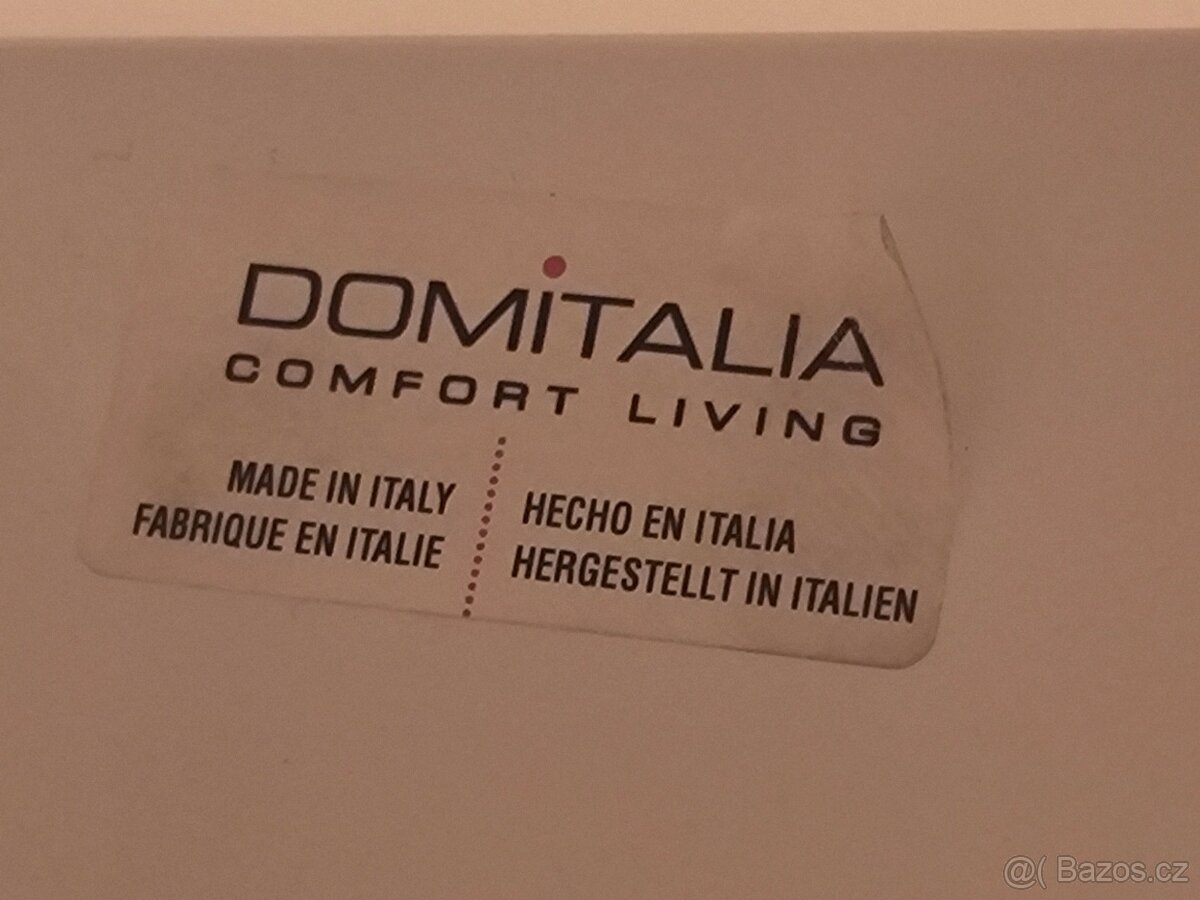 DOMiTALIA
COMFORT LIVING
MADE IN ITALY
FABRIQUE EN ITALIE
HECHO EN ITALIA
HERGESTELLT IN ITALIEN
@( Bazos.cz